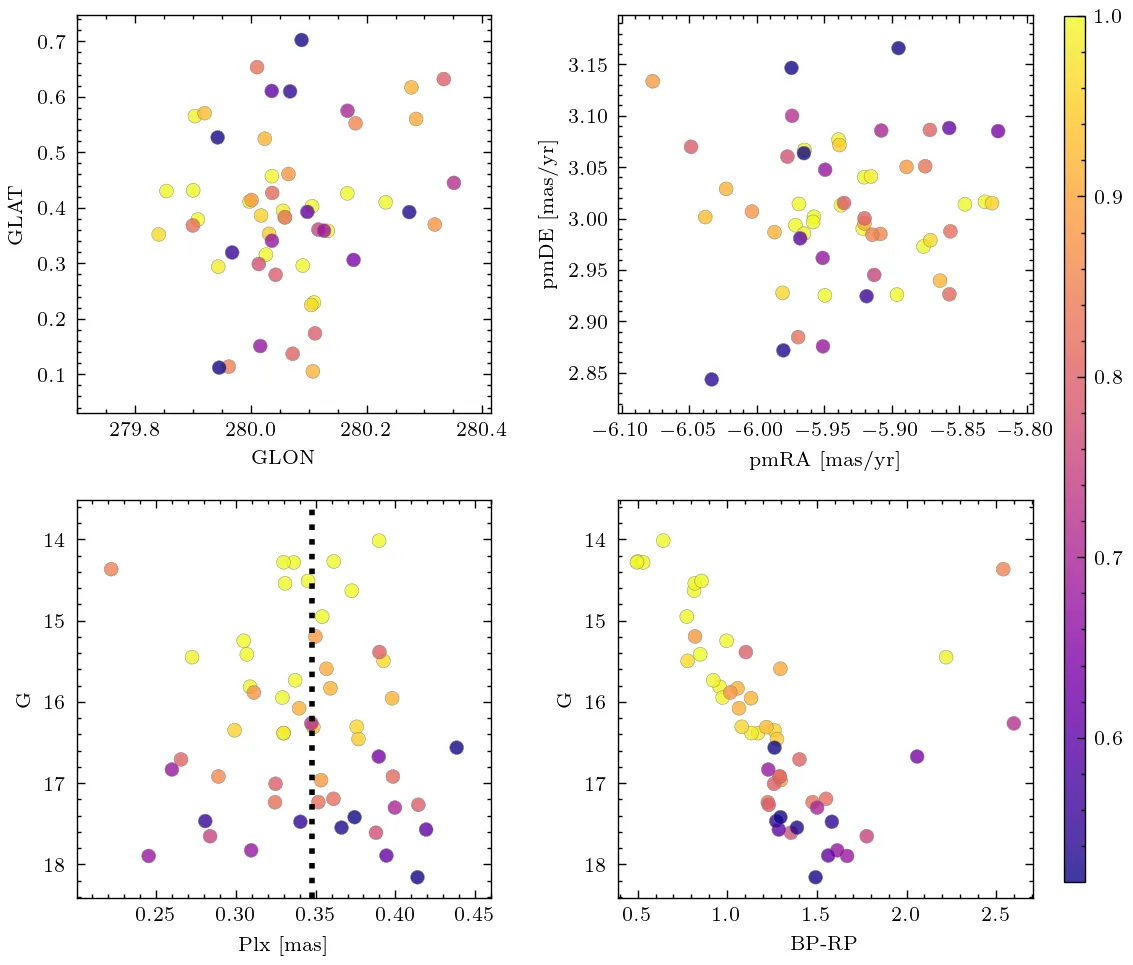 0.7
0.6
0.5
0.4
0.3
0.2
0.1
GLAT
279.8 280.0 280.2 280.4
GLON
3.15
3.10
3.05
3.00
2.95
2.90
2.85
pmDE [mas/yr]
−6.10 −6.05 −6.00 −5.95 −5.90 −5.85 −5.80
pmRA [mas/yr]
14
15
16
17
18
G
0.25 0.30 0.35 0.40 0.45
Plx [mas]
14
15
16
17
18
G
0.5 1.0 1.5 2.0 2.5
BP-RP
1.0
0.9
0.8
0.7
0.6